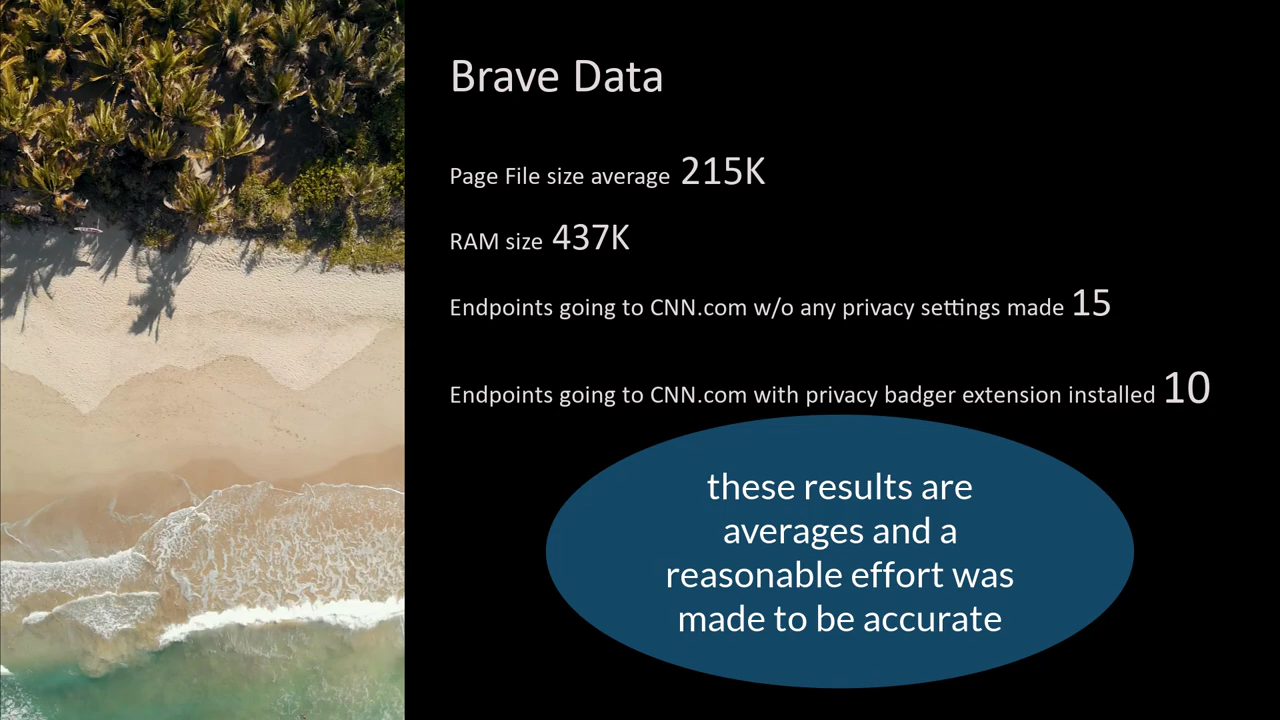 Brave Data
Page File size average 215K
RAM size 437K
Endpoints going to CNN.com w/o any privacy settings made 15
Endpoints going to CNN.com with privacy badger extension installed 10
these results are
averages and a
reasonable effort was
made to be accurate